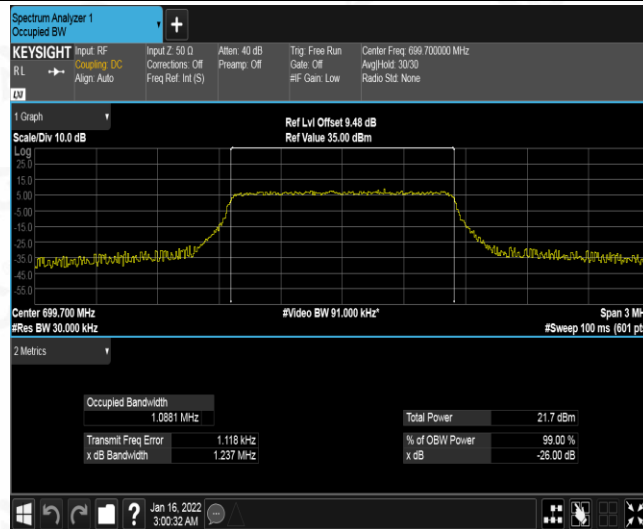 Spectrum Analyzer 1
Occupied BW
+
KEYSIGHT Input: RF Input Z: 50 Ω Atten: 40 dB Trig: Free Run Center Freq: 699.700000 MHz
RL Coupling: DC Corrections: Off Preamp: Off Gate: Off Avg|Hold: 30/30
Align: Auto Freq Ref: Int (S) #IF Gain: Low Radio Std: None
LXI
1 Graph Ref Lvl Offset 9.48 dB
Scale/Div 10.0 dB Ref Value 35.00 dBm
Log
25.0
15.0
5.00
-5.00
-15.0
-25.0
-35.0
-45.0
-55.0
Center 699.700 MHz #Video BW 91.000 kHz* Span 3 MH
#Res BW 30.000 kHz #Sweep 100 ms (601 pt
2 Metrics
Occupied Bandwidth
1.0881 MHz Total Power 21.7 dBm
Transmit Freq Error 1.118 kHz % of OBW Power 99.00 %
x dB Bandwidth 1.237 MHz x dB -26.00 dB
? Jan 16, 2022
3:00:32 AM